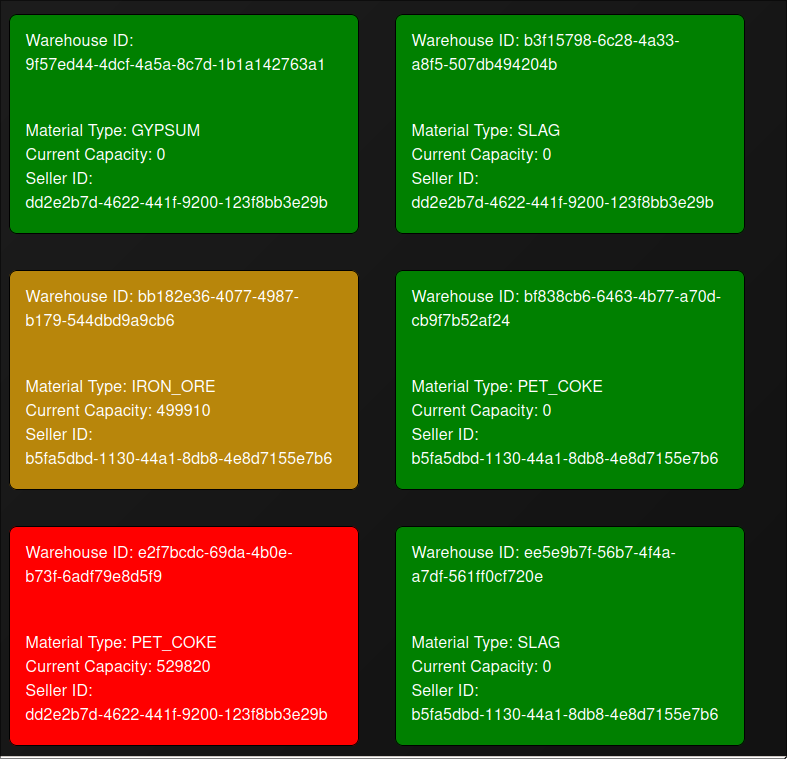 Warehouse ID:
9f57ed44-4dcf-4a5a-8c7d-1b1a142763a1
Material Type: GYPSUM
Current Capacity: 0
Seller ID:
dd2e2b7d-4622-441f-9200-123f8bb3e29b
Warehouse ID: b3f15798-6c28-4a33-
a8f5-507db494204b
Material Type: SLAG
Current Capacity: 0
Seller ID:
dd2e2b7d-4622-441f-9200-123f8bb3e29b
Warehouse ID: bb182e36-4077-4987-
b179-544dbd9a9cb6
Material Type: IRON_ORE
Current Capacity: 499910
Seller ID:
b5fa5dbd-1130-44a1-8db8-4e8d7155e7b6
Warehouse ID: bf838cb6-6463-4b77-a70d-
cb9f7b52af24
Material Type: PET_COKE
Current Capacity: 0
Seller ID:
b5fa5dbd-1130-44a1-8db8-4e8d7155e7b6
Warehouse ID: e2f7bcdc-69da-4b0e-
b73f-6adf79e8d5f9
Material Type: PET_COKE
Current Capacity: 529820
Seller ID:
dd2e2b7d-4622-441f-9200-123f8bb3e29b
Warehouse ID: ee5e9b7f-56b7-4f4a-
a7df-561ff0cf720e
Material Type: SLAG
Current Capacity: 0
Seller ID:
b5fa5dbd-1130-44a1-8db8-4e8d7155e7b6